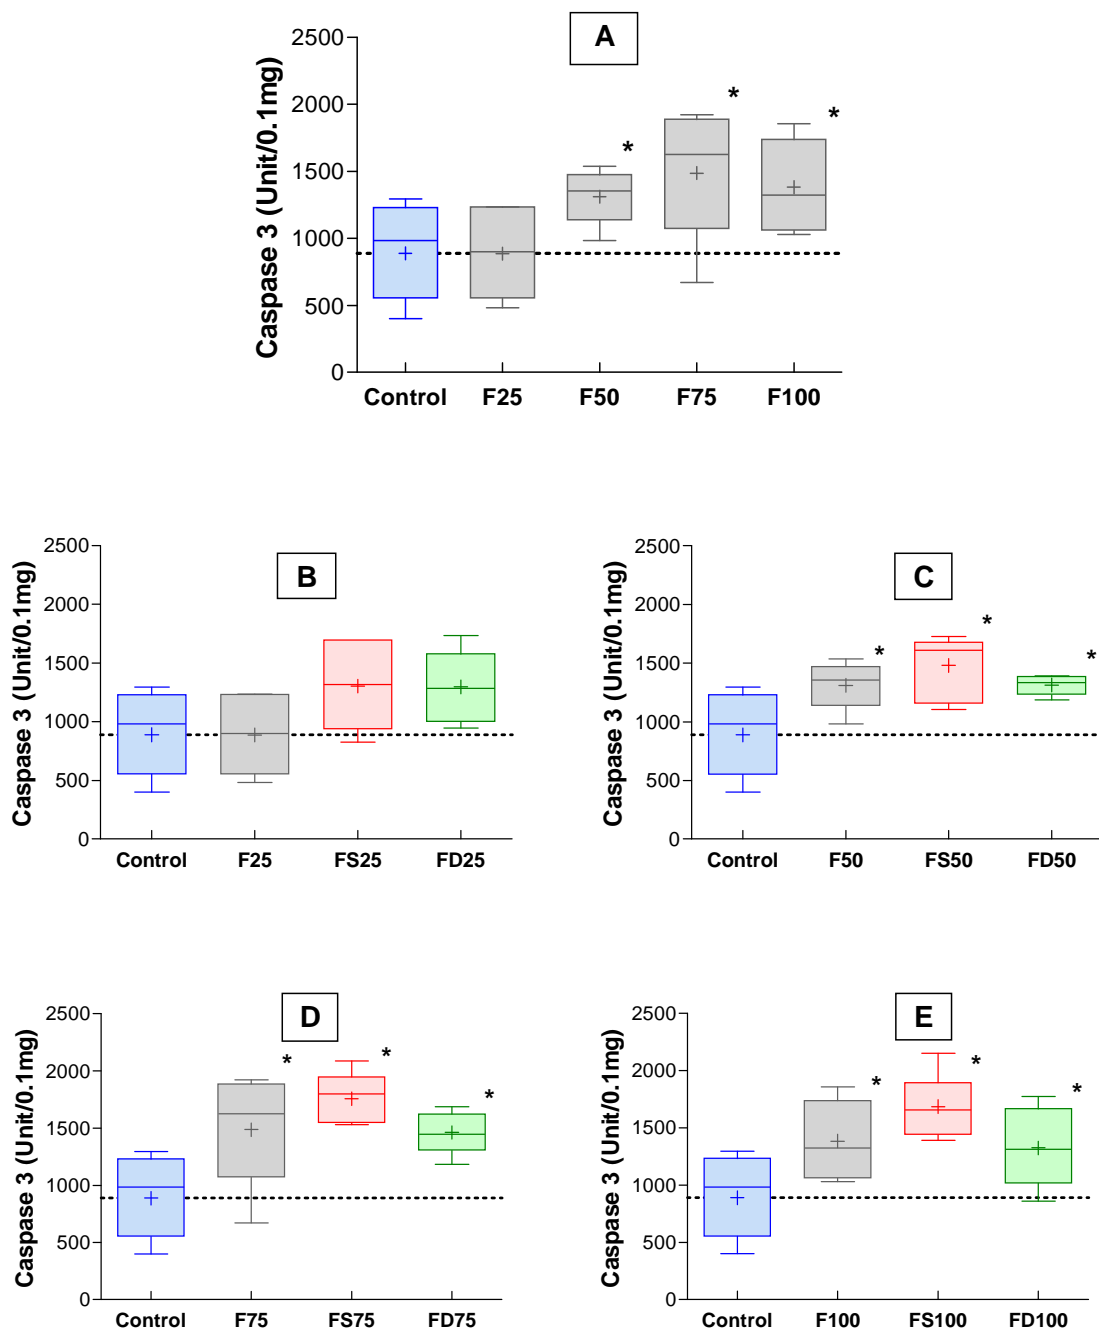 A
Caspase 3 (Unit/0.1mg)
2500
2000
1500
1000
500
0
* * *
Control F25 F50 F75 F100
B
Caspase 3 (Unit/0.1mg)
2500
2000
1500
1000
500
0
Control F25 FS25 FD25
C
Caspase 3 (Unit/0.1mg)
2500
2000
1500
1000
500
0
* * *
Control F50 FS50 FD50
D
Caspase 3 (Unit/0.1mg)
2500
2000
1500
1000
500
0
* * *
Control F75 FS75 FD75
E
Caspase 3 (Unit/0.1mg)
2500
2000
1500
1000
500
0
* * *
Control F100 FS100 FD100